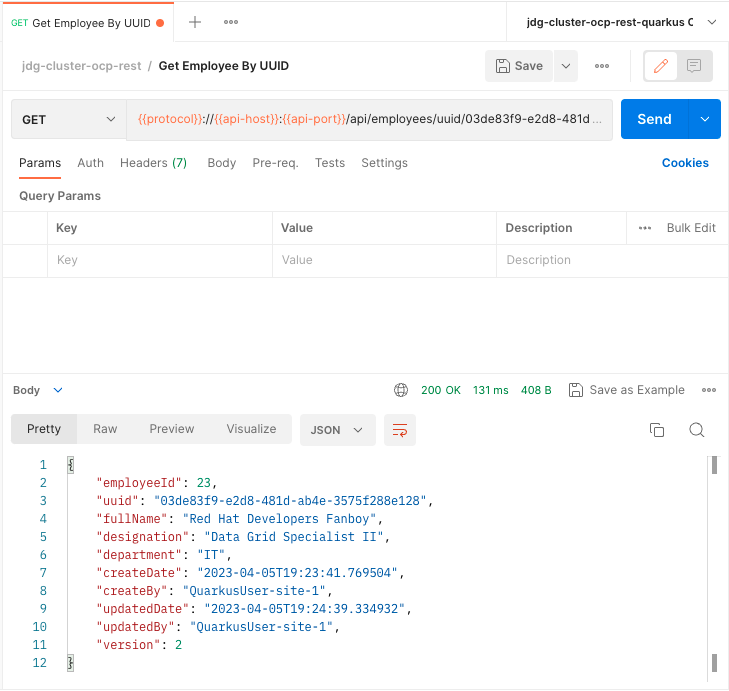 GET Get Employee By UUID
jdg-cluster-ocp-rest-quarkus C
jdg-cluster-ocp-rest / Get Employee By UUID
Save
GET {{protocol}}://{{api-host}}:{{api-port}}/api/employees/uuid/03de83f9-e2d8-481d ... Send
Params Auth Headers (7) Body Pre-req. Tests Settings Cookies
Query Params
Key Value Description Bulk Edit
Key Value Description
Body 200 OK 131 ms 408 B Save as Example
Pretty Raw Preview Visualize JSON
1 {
2 "employeeId": 23,
3 "uuid": "03de83f9-e2d8-481d-ab4e-3575f288e128",
4 "fullName": "Red Hat Developers Fanboy",
5 "designation": "Data Grid Specialist II",
6 "department": "IT",
7 "createDate": "2023-04-05T19:23:41.769504",
8 "createBy": "QuarkusUser-site-1",
9 "updatedDate": "2023-04-05T19:24:39.334932",
10 "updatedBy": "QuarkusUser-site-1",
11 "version": 2
12 }